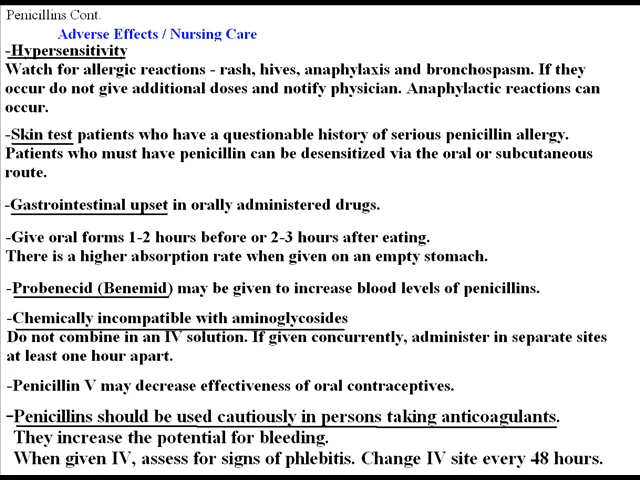 Penicillins Cont.
Adverse Effects / Nursing Care
-Hypersensitivity
Watch for allergic reactions - rash, hives, anaphylaxis and bronchospasm. If they
occur do not give additional doses and notify physician. Anaphylactic reactions can
occur.
-Skin test patients who have a questionable history of serious penicillin allergy.
Patients who must have penicillin can be desensitized via the oral or subcutaneous
route.
-Gastrointestinal upset in orally administered drugs.
-Give oral forms 1-2 hours before or 2-3 hours after eating.
There is a higher absorption rate when given on an empty stomach.
-Probenecid (Benemid) may be given to increase blood levels of penicillins.
-Chemically incompatible with aminoglycosides
Do not combine in an IV solution. If given concurrently, administer in separate sites
at least one hour apart.
-Penicillin V may decrease effectiveness of oral contraceptives.
-Penicillins should be used cautiously in persons taking anticoagulants.
They increase the potential for bleeding.
When given IV, assess for signs of phlebitis. Change IV site every 48 hours.